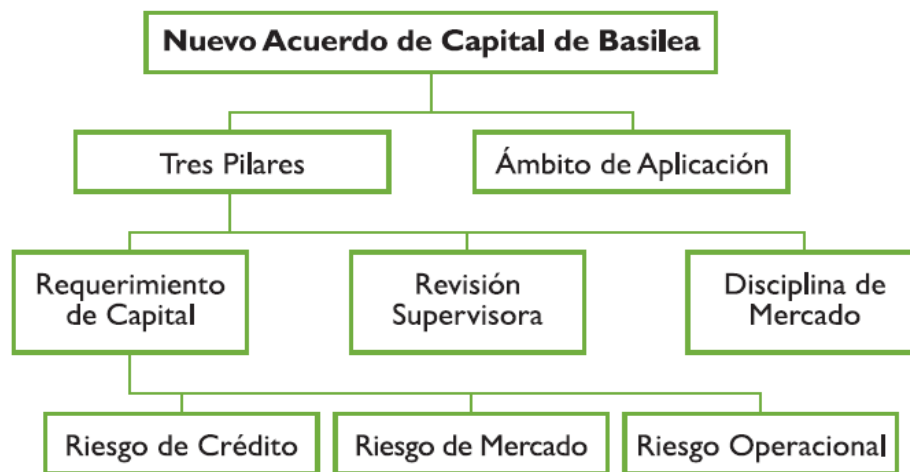 Nuevo Acuerdo de Capital de Basilea
Tres Pilares
Ámbito de Aplicación
Requerimiento
de Capital
Revisión
Supervisora
Disciplina de
Mercado
Riesgo de Crédito
Riesgo de Mercado
Riesgo Operacional